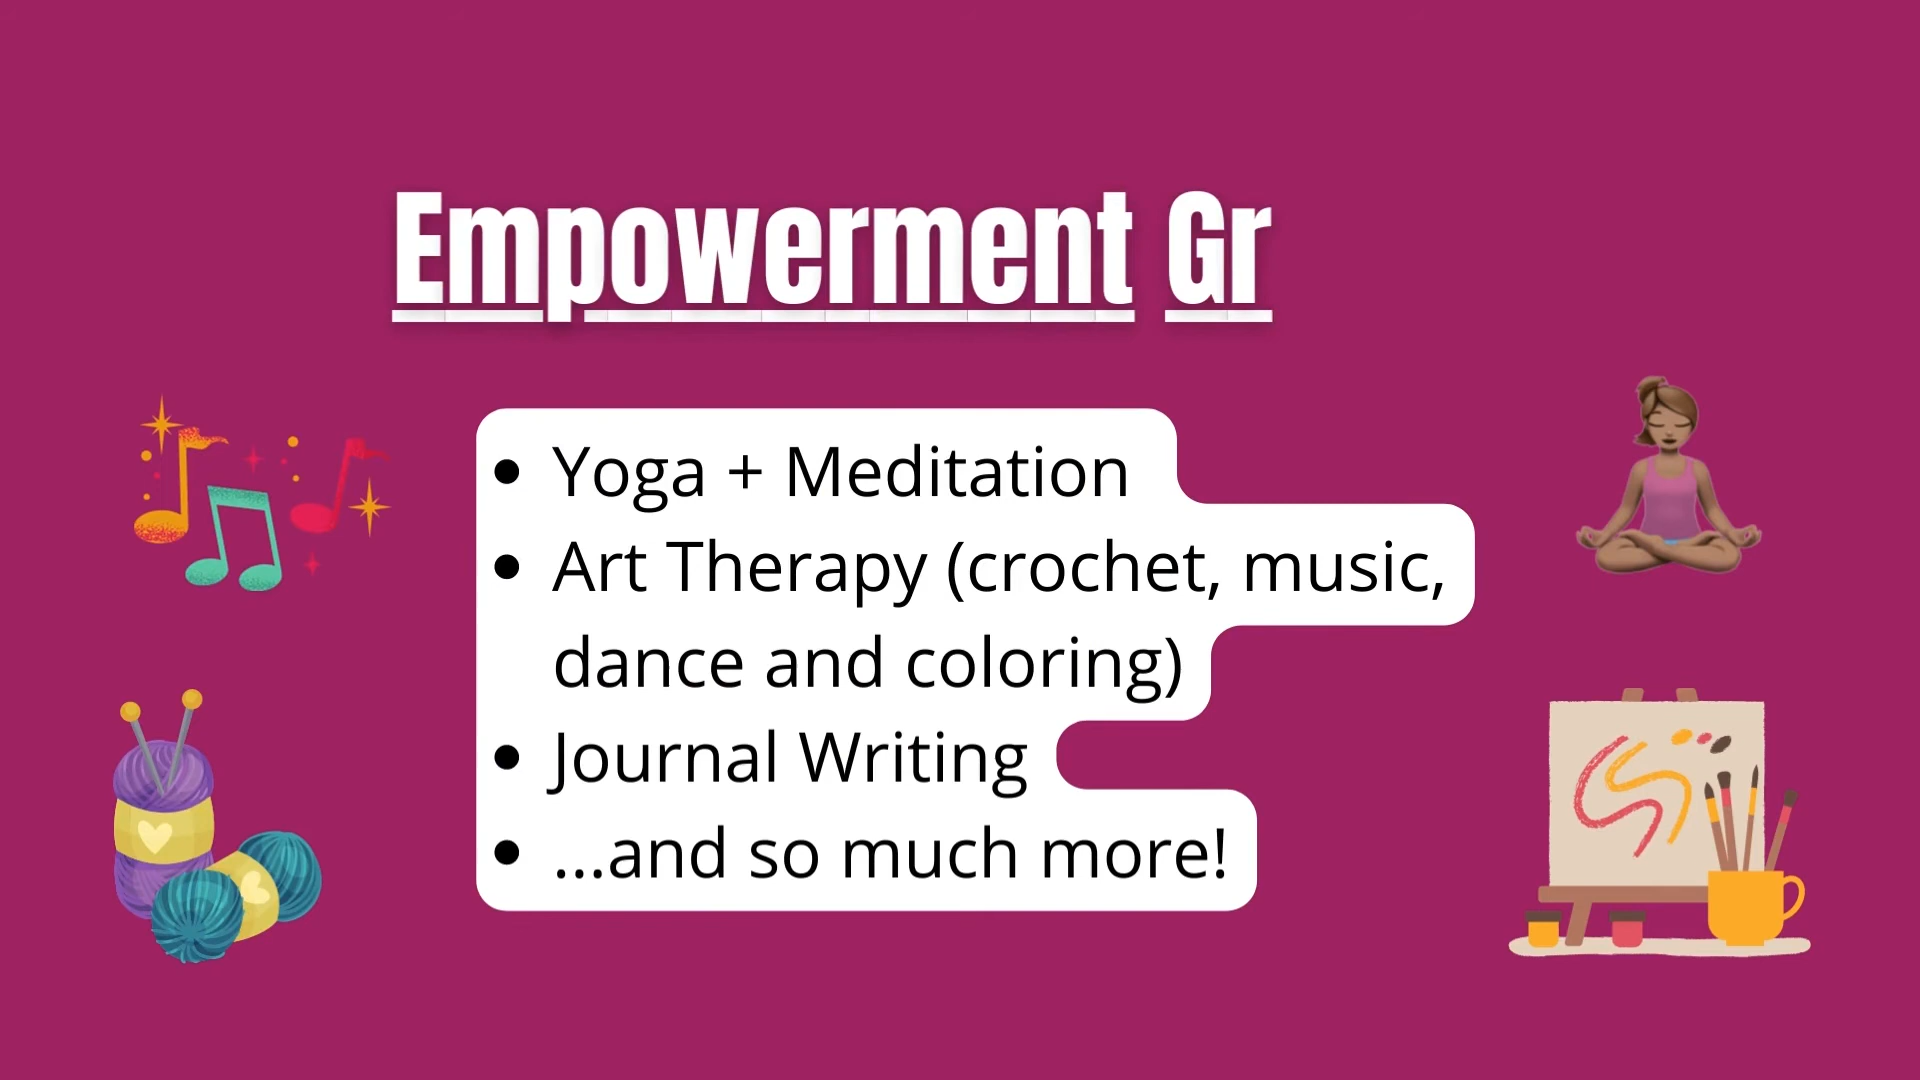 Empowerment Gr
• Yoga + Meditation
• Art Therapy (crochet, music,
dance and coloring)
• Journal Writing
• ...and so much more!